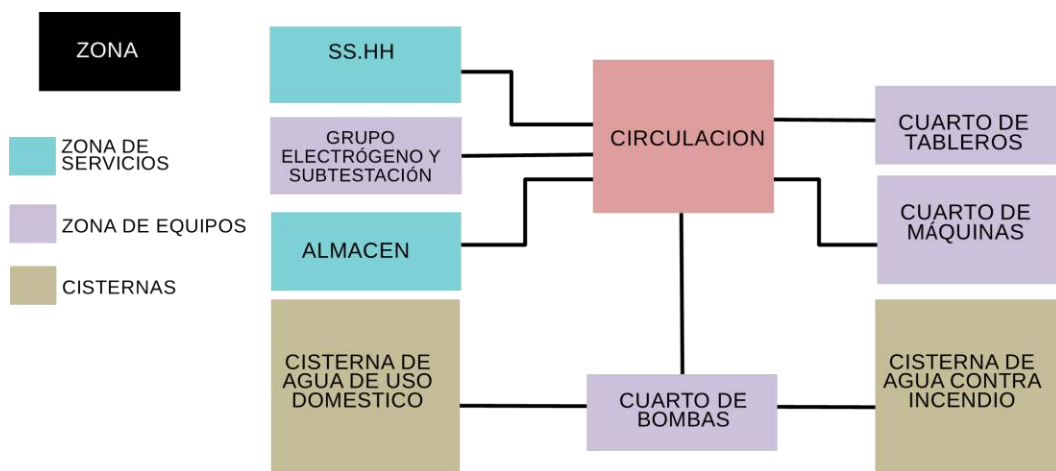 ZONA
ZONA DE
SERVICIOS
ZONA DE EQUIPOS
CISTERNAS
SS.HH
GRUPO
ELECTRÓGENO Y
SUBTESTACIÓN
ALMACEN
CISTERNA DE
AGUA DE USO
DOMESTICO
CIRCULACION
CUARTO DE
BOMBAS
CUARTO DE
TABLEROS
CUARTO DE
MÁQUINAS
CISTERNA DE
AGUA CONTRA
INCENDIO